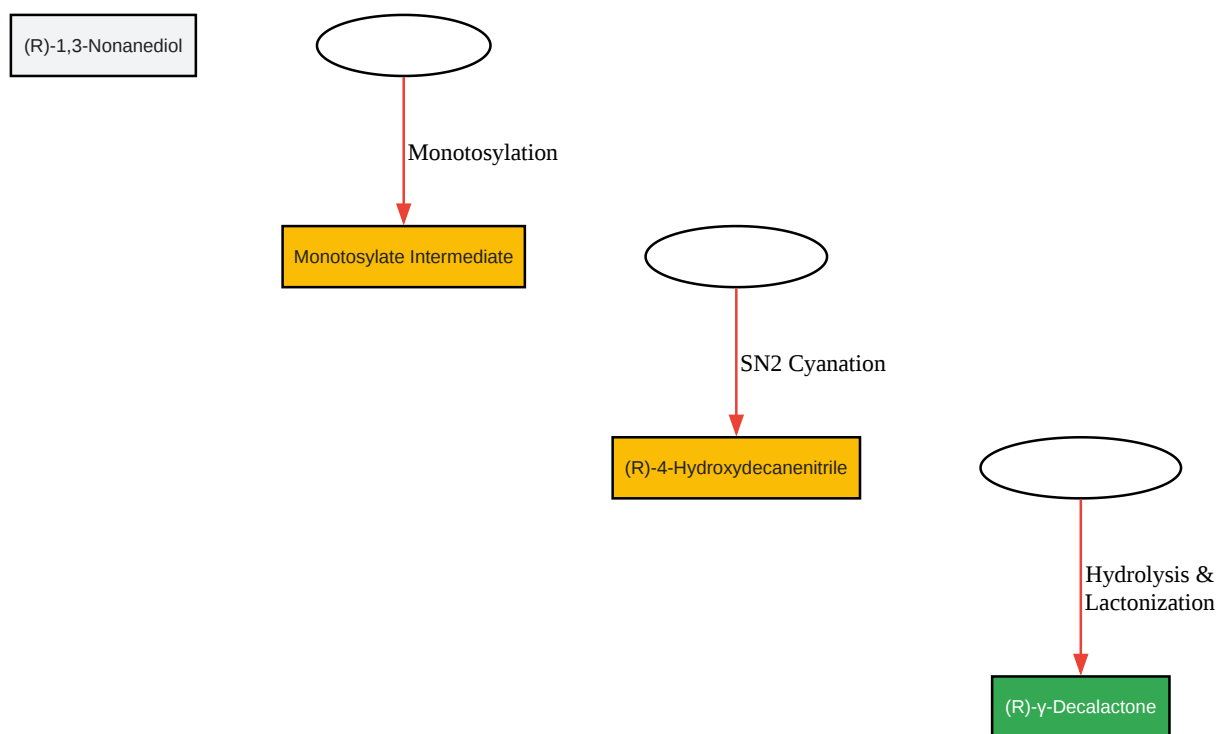 (R)-1,3-Nonanediol
Monotosylation
Monotosylate Intermediate
SN2 Cyanation
(R)-4-Hydroxydecanenitrile
Hydrolysis &
Lactonization
(R)-γ-Decalactone